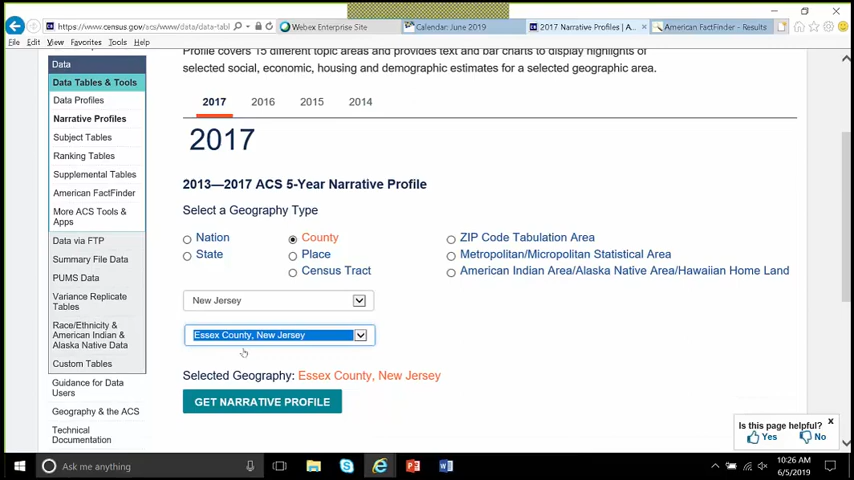 https://www.census.gov/acs/www/data/data-tabl
Webex Enterprise Site
Calendar: June 2019
2017 Narrative Profiles | A...
American FactFinder - Results
File Edit View Favorites Tools Help
Profile covers 15 different topic areas and provides text and bar charts to display highlights of
selected social, economic, housing and demographic estimates for a selected geographic area.
Data
Data Tables & Tools
Data Profiles
Narrative Profiles
Subject Tables
Ranking Tables
Supplemental Tables
American FactFinder
More ACS Tools &
Apps
Data via FTP
Summary File Data
PUMS Data
Variance Replicate
Tables
Race/Ethnicity &
American Indian &
Alaska Native Data
Custom Tables
Guidance for Data
Users
Geography & the ACS
Technical
Documentation
2017 2016 2015 2014
2017
2013—2017 ACS 5-Year Narrative Profile
Select a Geography Type
Nation
State
County
Place
Census Tract
ZIP Code Tabulation Area
Metropolitan/Micropolitan Statistical Area
American Indian Area/Alaska Native Area/Hawaiian Home Land
New Jersey
Essex County, New Jersey
Selected Geography: Essex County, New Jersey
GET NARRATIVE PROFILE
Is this page helpful?
X
Yes No
Ask me anything
10:26 AM
6/5/2019